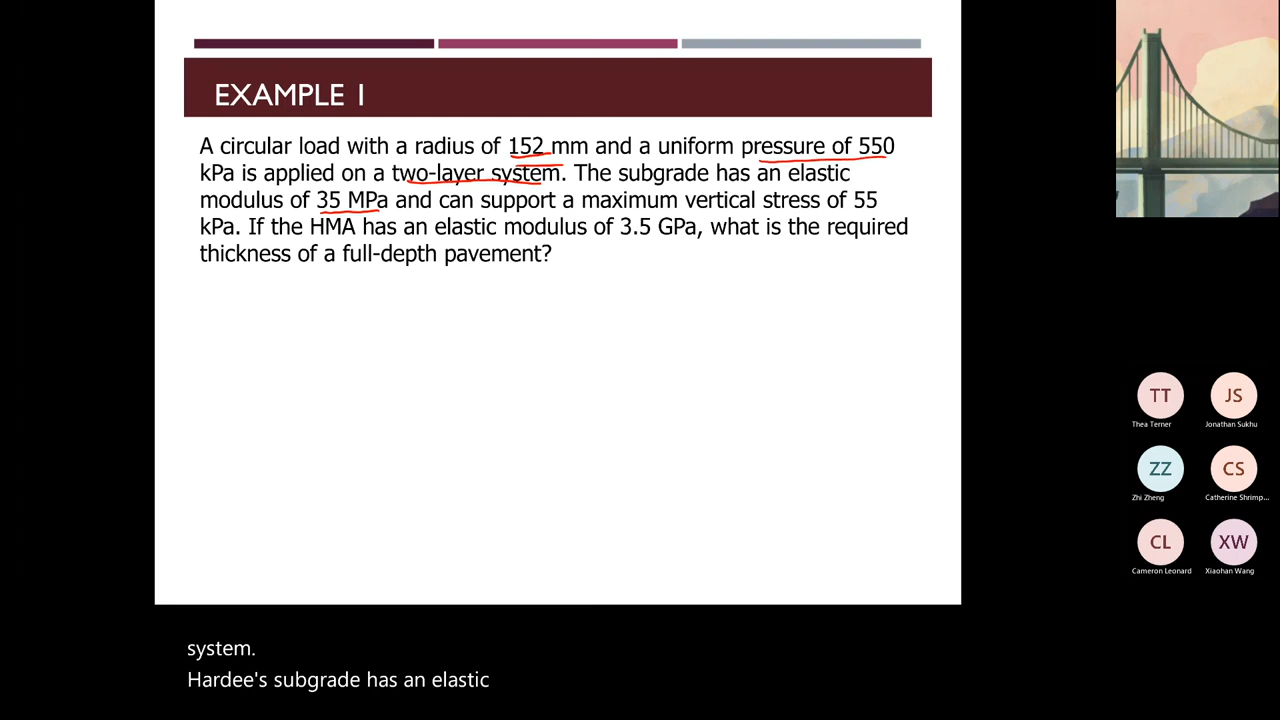 EXAMPLE 1
A circular load with a radius of 152 mm and a uniform pressure of 550
kPa is applied on a two-layer system. The subgrade has an elastic
modulus of 35 MPa and can support a maximum vertical stress of 55
kPa. If the HMA has an elastic modulus of 3.5 GPa, what is the required
thickness of a full-depth pavement?
TT JS
Thea Terner Jonathan Sukhu
ZZ CS
Zhi Zheng Catherine Shrimp...
CL XW
Cameron Leonard Xiaohan Wang
system.
Hardee's subgrade has an elastic